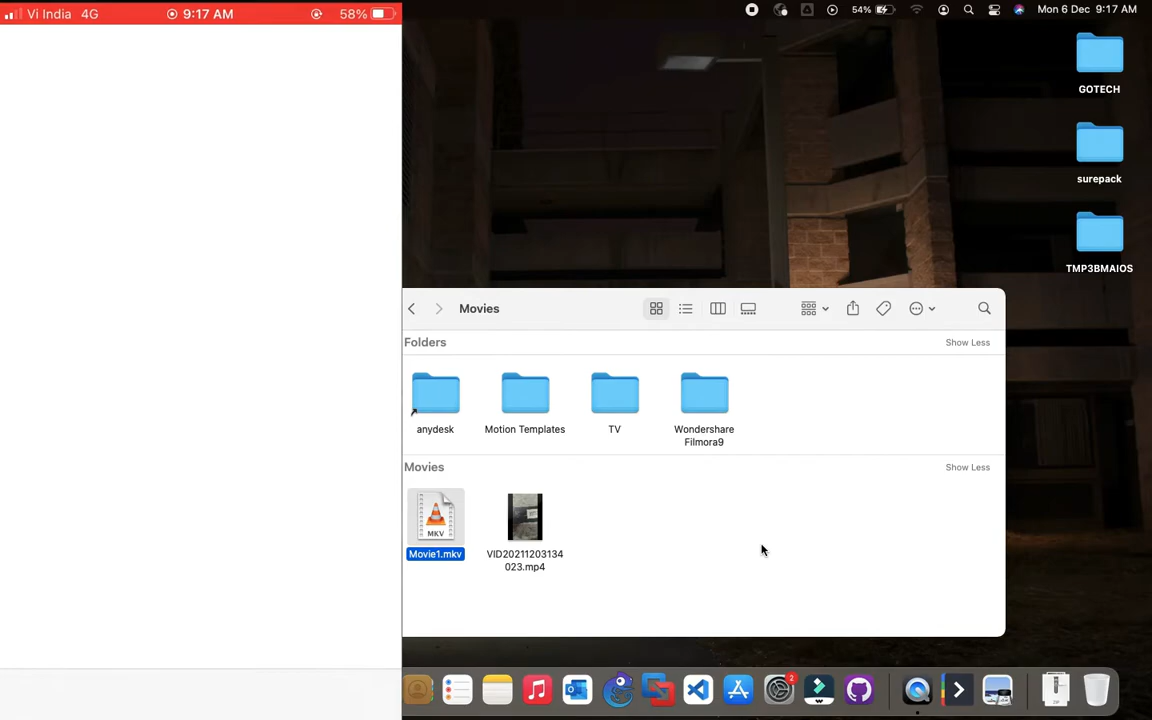 Vi India 4G 9:17 AM 58%
54% Mon 6 Dec 9:17 AM
GOTECH
surepack
TMP3BMAIOS
Movies
Folders Show Less
anydesk
Motion Templates
TV
Wondershare
Filmora9
Movies Show Less
MKV
Movie1.mkv
VID20211203134
023.mp4
2
ZIP